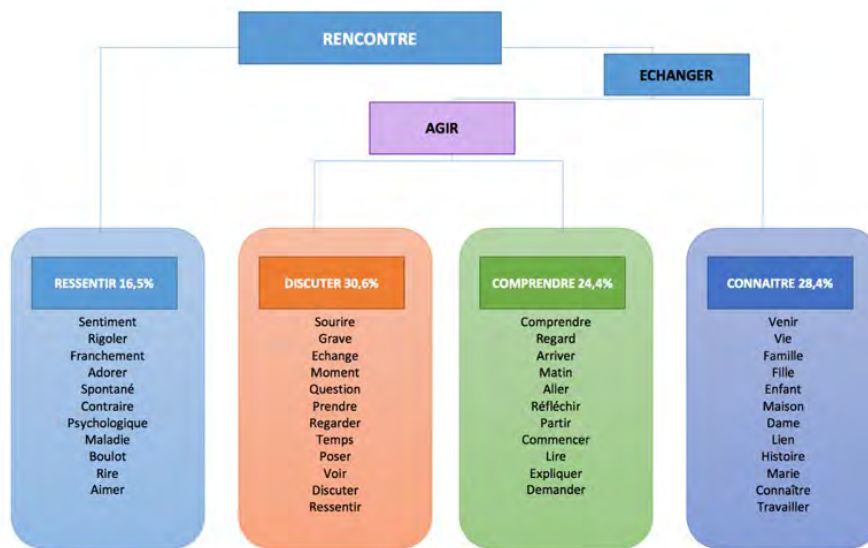 RENCONTRE
ECHANGER
AGIR
RESSENTIR 16,5%
Sentiment
Rigoler
Franchement
Adorer
Spontané
Contraire
Psychologique
Maladie
Boulot
Rire
Aimer
DISCUTER 30,6%
Sourire
Grave
Echange
Moment
Question
Prendre
Regarder
Temps
Poser
Voir
Discuter
Ressentir
COMPRENDRE 24,4%
Comprendre
Regard
Arriver
Matin
Aller
Réfléchir
Partir
Commencer
Lire
Expliquer
Demander
CONNAITRE 28,4%
Venir
Vie
Famille
Fille
Enfant
Maison
Dame
Lien
Histoire
Marie
Connaître
Travailler